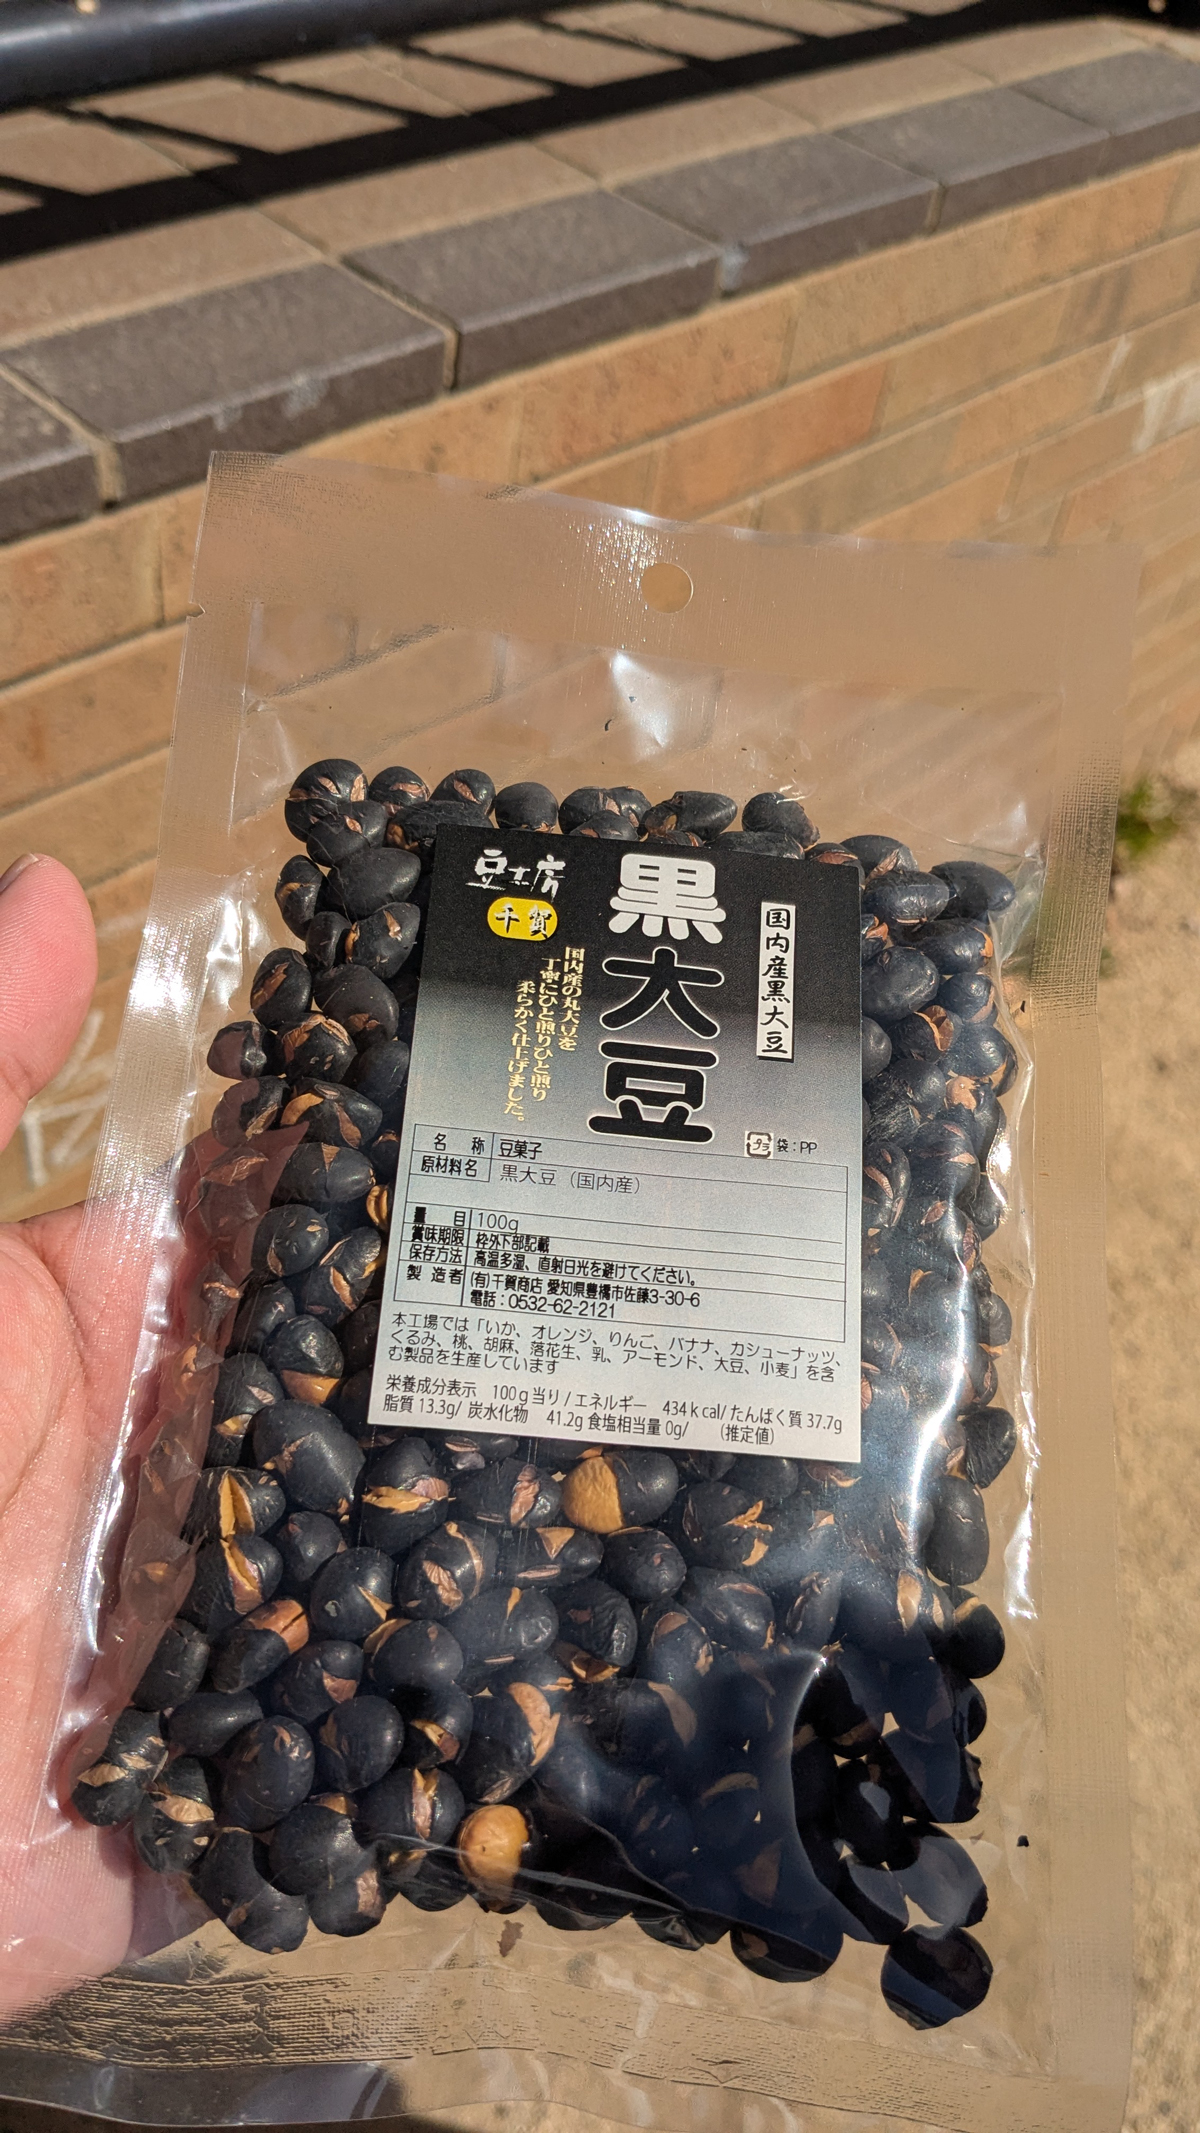 豆工房
千賀
黒大豆
国内産黒大豆
国内産の丸大豆を
丁寧にひと煎りひと煎り
柔らかく仕上げました。
プラ 袋:PP
名 称 豆菓子
原材料名 黒大豆(国内産)
量 目 100g
賞味期限 枠外下部記載
保存方法 高温多湿、直射日光を避けてください。
製 造 者 (有)千賀商店 愛知県豊橋市佐藤3-30-6
電話:0532-62-2121
本工場では「いか、オレンジ、りんご、バナナ、カシューナッツ、
くるみ、桃、胡麻、落花生、乳、アーモンド、大豆、小麦」を含
む製品を生産しています
栄養成分表示 100g当り/エネルギー 434kcal/たんぱく質 37.7g
脂質 13.3g/ 炭水化物 41.2g 食塩相当量 0g/ (推定値)